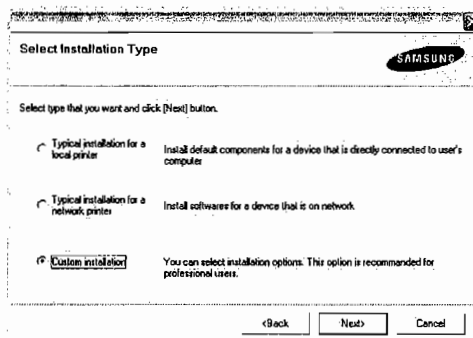 Select Installation Type
SAMSUNG
Select type that you want and click [Next] button.
Typical installation for a
local printer
Install default components for a device that is directly connected to user's
computer
Typical installation for a
network printer
Install softwares for a device that is on network
Custom installation
You can select installation options. This option is recommanded for
professional users.
<Back
Next>
Cancel